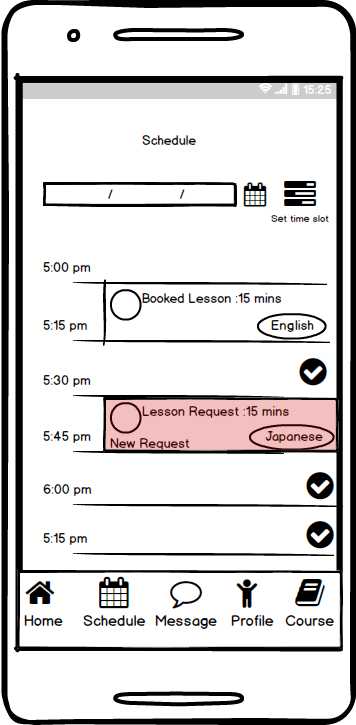 15:25
Schedule
/ /
Set time slot
5:00 pm
Booked Lesson :15 mins
5:15 pm
English
5:30 pm
Lesson Request :15 mins
5:45 pm
Japanese
New Request
6:00 pm
5:15 pm
Home Schedule Message Profile Course